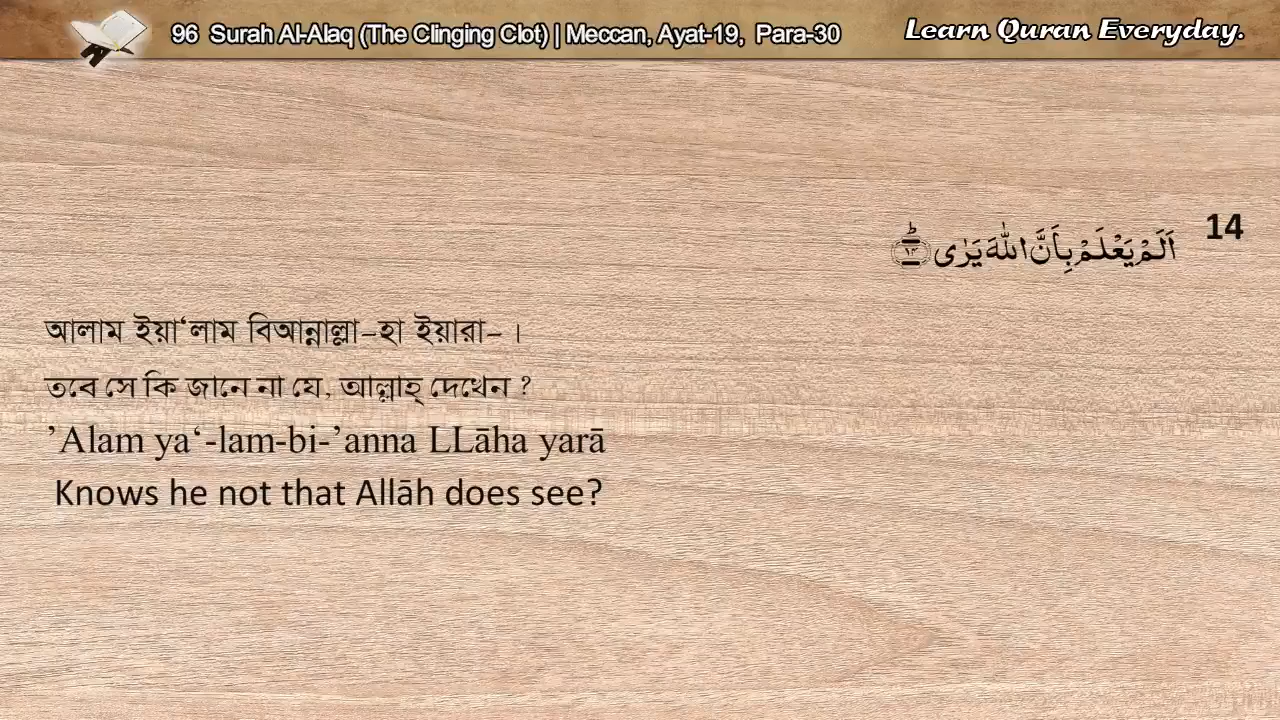 96 Surah Al-Alaq (The Clinging Clot) | Meccan, Ayat-19, Para-30
Learn Quran Everyday.
14
اَلَمْ يَعْلَمْ بِأَنَّ اللّٰهَ يَرٰى ؕ ﴿۱۴﴾
আলাম ইয়া‘লাম বিআন্নাল্লা-হা ইয়ারা- ।
তবে সে কি জানে না যে, আল্লাহ্ দেখেন ?
’Alam ya‘-lam-bi-’anna LLāha yarā
Knows he not that Allāh does see?